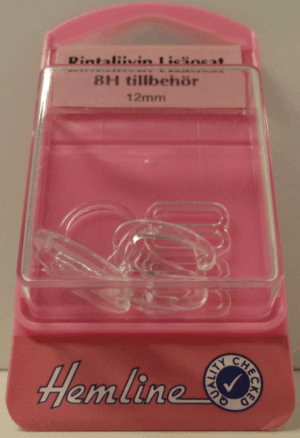 Rintaliivin Lisäosat
BH tillbehör
12mm
Hemline
QUALITY CHECKED